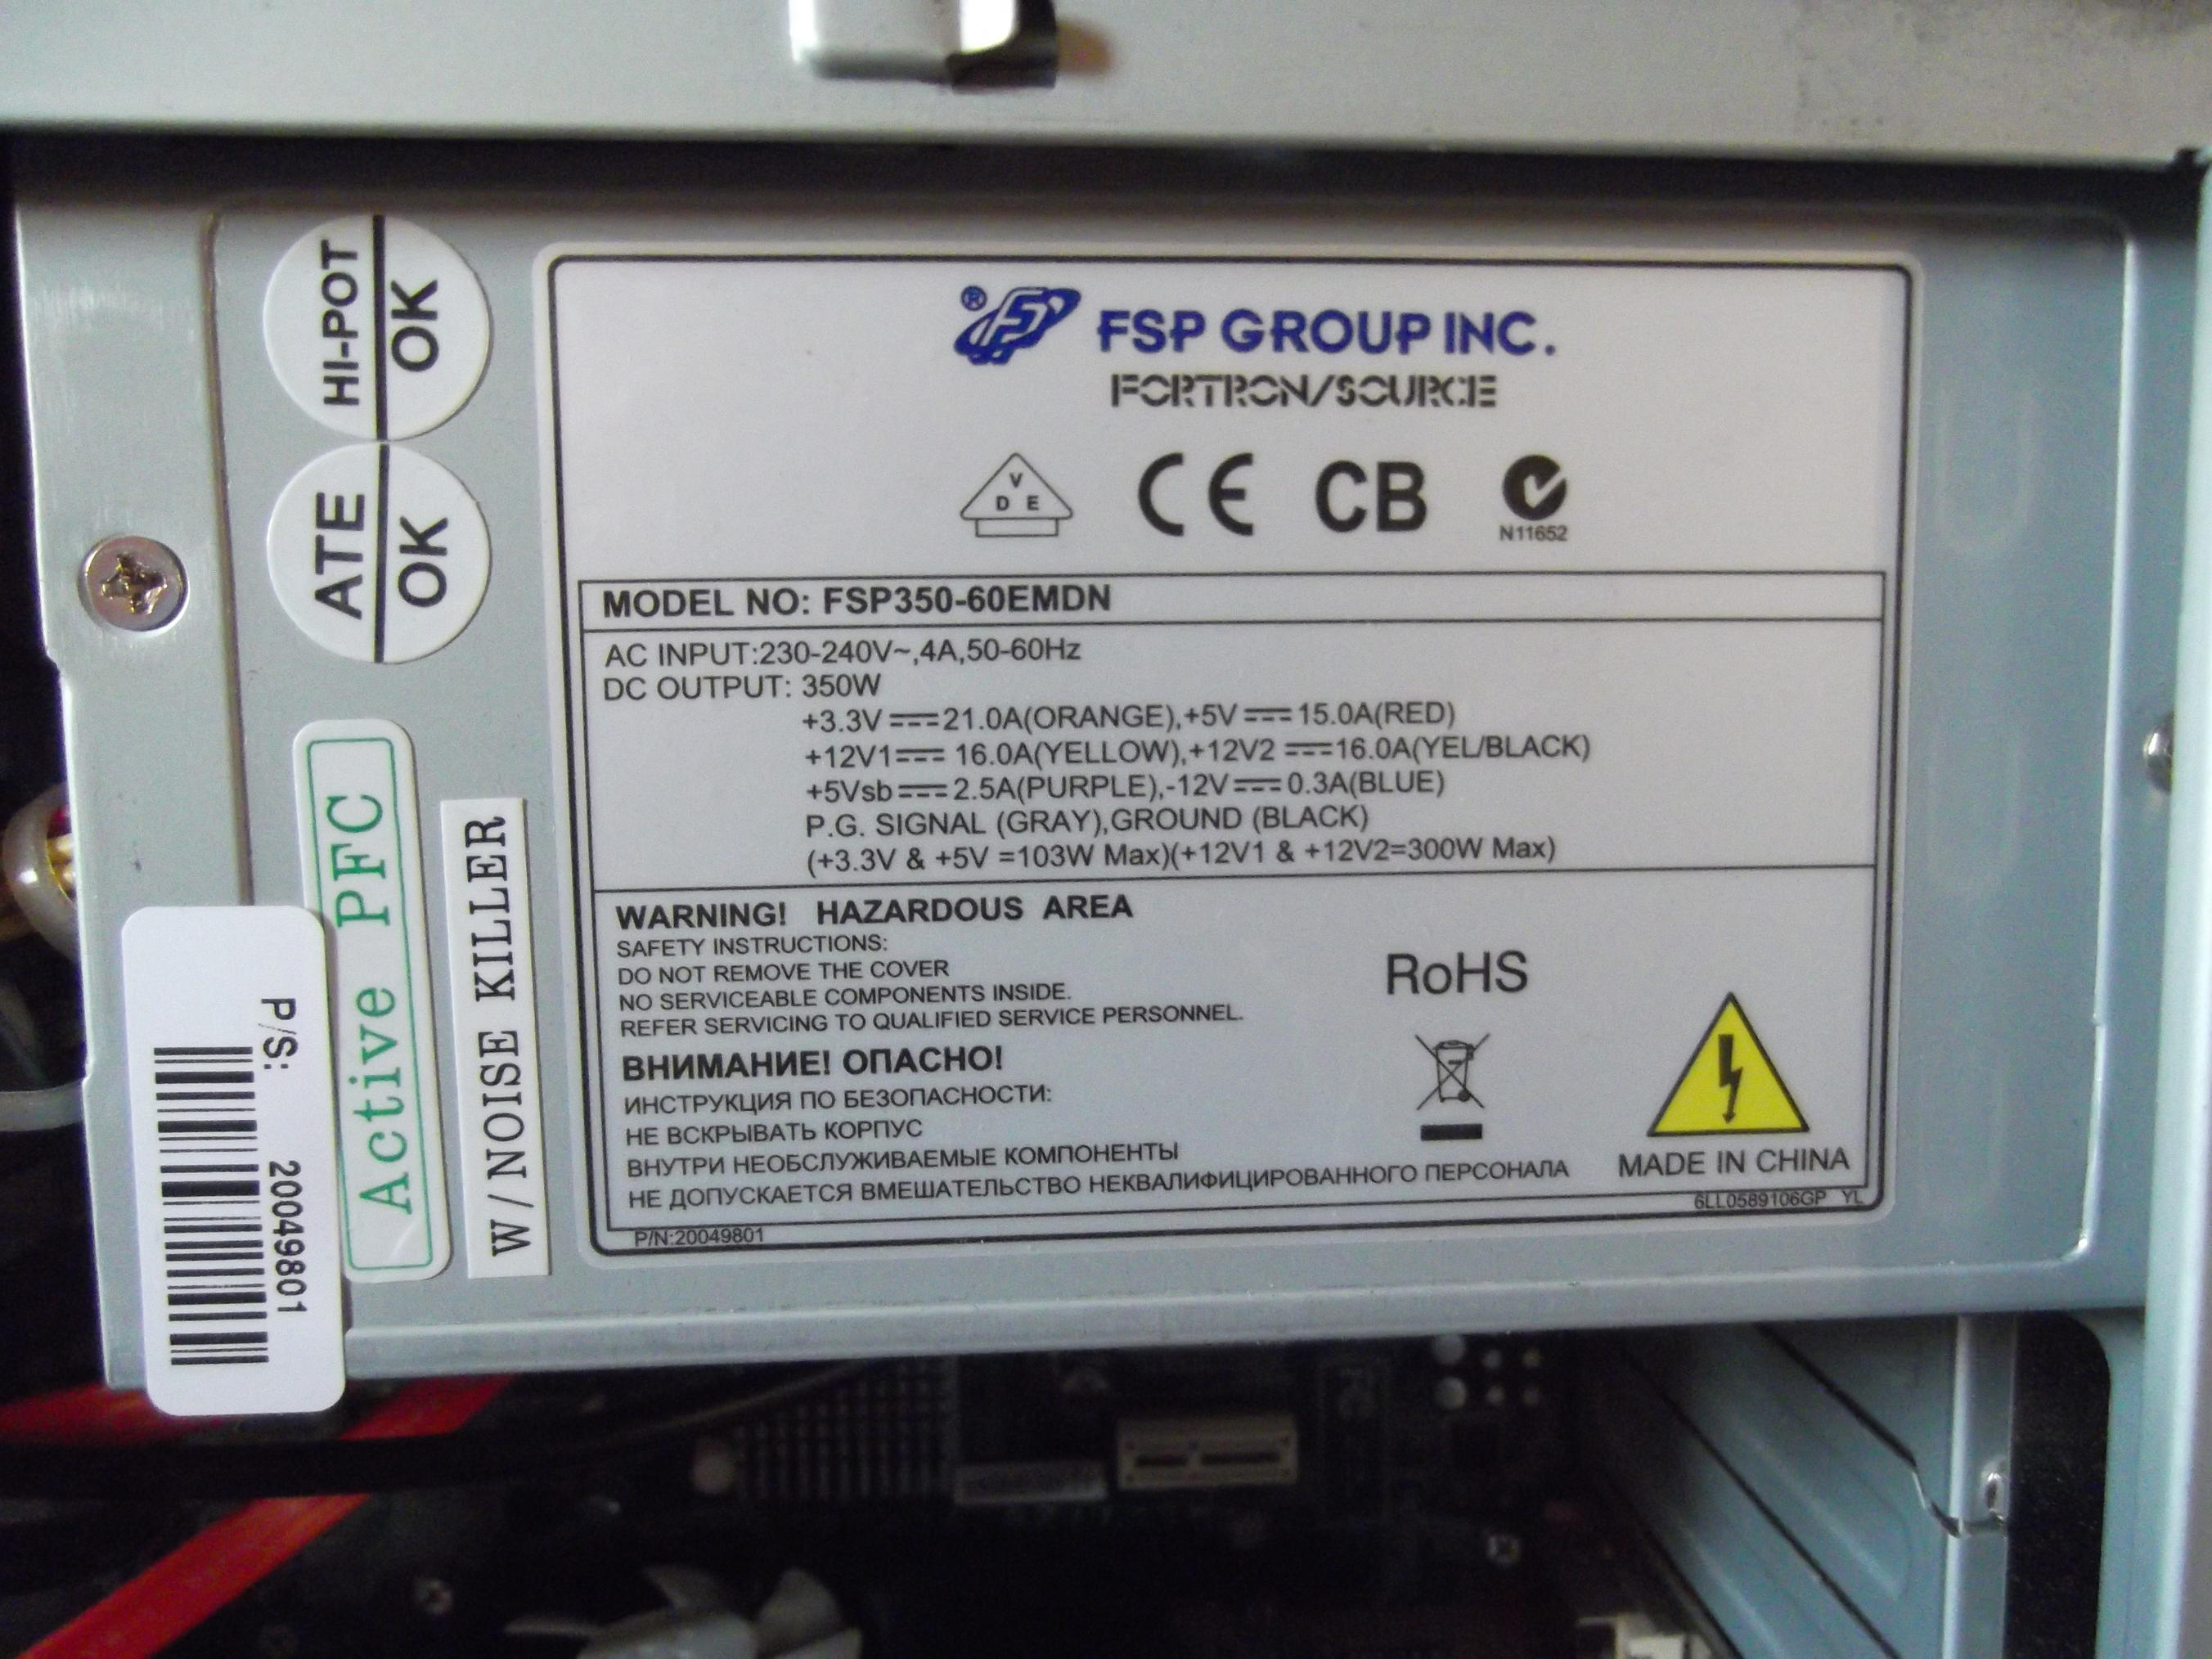 HI-POT
OK
ATE
OK
Active PFC
W/NOISE KILLER
P/S:
20049801
® FSP GROUP INC.
FORTRON/SOURCE
V
D E
CE CB
N11652
MODEL NO: FSP350-60EMDN
AC INPUT:230-240V~,4A,50-60Hz
DC OUTPUT: 350W
+3.3V ⎓ 21.0A(ORANGE),+5V ⎓ 15.0A(RED)
+12V1 ⎓ 16.0A(YELLOW),+12V2 ⎓ 16.0A(YEL/BLACK)
+5Vsb ⎓ 2.5A(PURPLE),-12V ⎓ 0.3A(BLUE)
P.G. SIGNAL (GRAY),GROUND (BLACK)
(+3.3V & +5V =103W Max)(+12V1 & +12V2=300W Max)
WARNING! HAZARDOUS AREA
SAFETY INSTRUCTIONS:
DO NOT REMOVE THE COVER
NO SERVICEABLE COMPONENTS INSIDE.
REFER SERVICING TO QUALIFIED SERVICE PERSONNEL.
ВНИМАНИЕ! ОПАСНО!
ИНСТРУКЦИЯ ПО БЕЗОПАСНОСТИ:
НЕ ВСКРЫВАТЬ КОРПУС
ВНУТРИ НЕОБСЛУЖИВАЕМЫЕ КОМПОНЕНТЫ
НЕ ДОПУСКАЕТСЯ ВМЕШАТЕЛЬСТВО НЕКВАЛИФИЦИРОВАННОГО ПЕРСОНАЛА
RoHS
MADE IN CHINA
6LL0589106GP YL
P/N:20049801